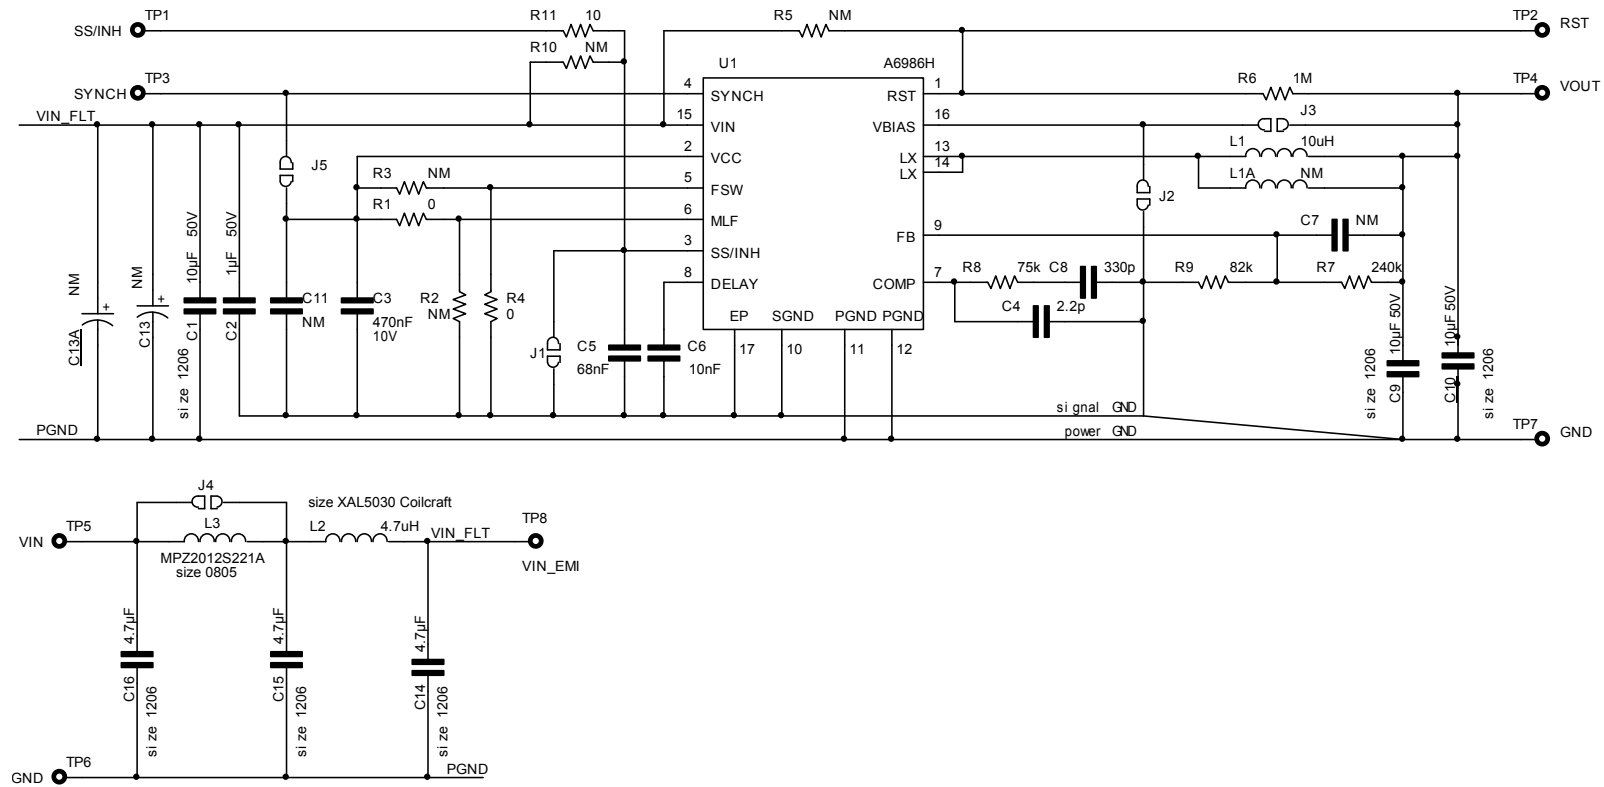 TP1
SS/INH
R11 10
R10 NM
R5 NM
TP2
RST
U1
A6986H
TP3
SYNCH
4
SYNCH
1
RST
R6 1M
TP4
VOUT
VIN_FLT
15
VIN
16
VBIAS
J3
2
VCC
13
LX
14
LX
L1 10uH
L1A NM
J5
R3 NM
5
FSW
R1 0
6
MLF
J2
C7 NM
3
SS/INH
9
FB
8
DELAY
7
COMP
R8 75k
C8 330p
R9 82k
R7 240k
C4 2.2p
NM
C13A
NM
C13
10µF 50V
C1
size 1206
1µF 50V
C2
C11
NM
C3
470nF
10V
R2
NM
R4
0
J1
C5
68nF
C6
10nF
EP
SGND
PGND
PGND
17
10
11
12
10µF 50V
C9
size 1206
10µF 50V
C10
size 1206
signal GND
power GND
PGND
TP7
GND
J4
size XAL5030 Coilcraft
TP5
VIN
L3
MPZ2012S221A
size 0805
L2 4.7uH
VIN_FLT
TP8
VIN_EMI
4.7µF
C16
size 1206
4.7µF
C15
size 1206
4.7µF
C14
size 1206
TP6
GND
PGND